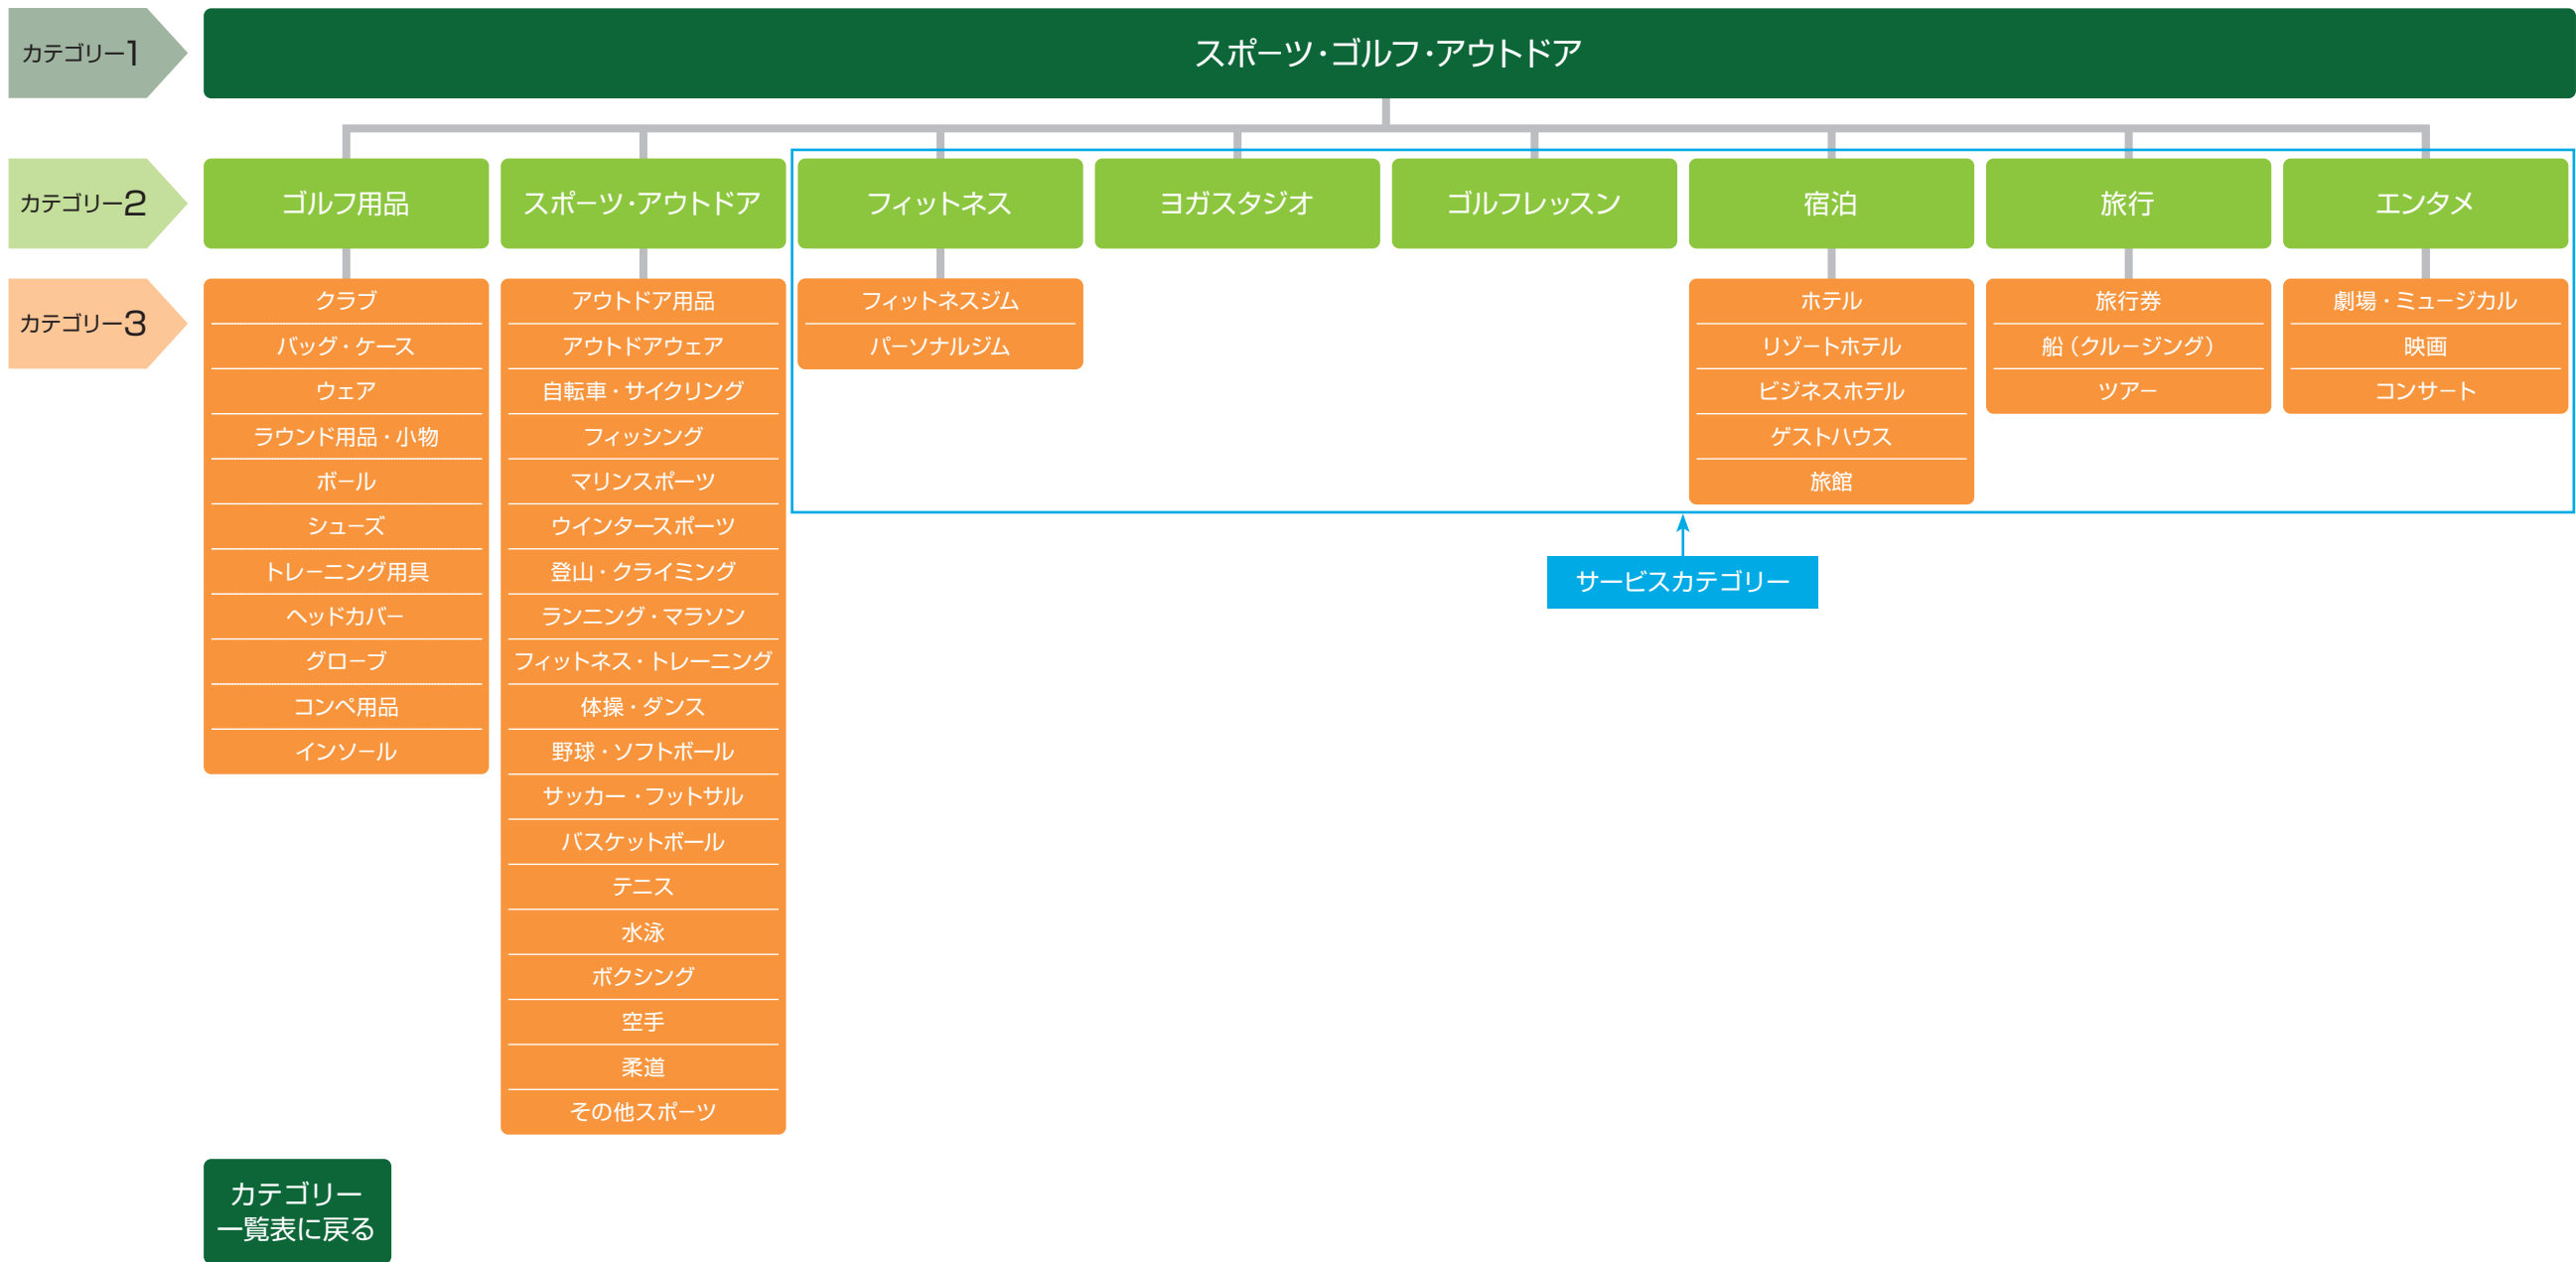 カテゴリー1
スポーツ・ゴルフ・アウトドア
カテゴリー2
ゴルフ用品
スポーツ・アウトドア
フィットネス
ヨガスタジオ
ゴルフレッスン
宿泊
旅行
エンタメ
カテゴリー3
クラブ
バッグ・ケース
ウェア
ラウンド用品・小物
ボール
シューズ
トレーニング用具
ヘッドカバー
グローブ
コンペ用品
インソール
アウトドア用品
アウトドアウェア
自転車・サイクリング
フィッシング
マリンスポーツ
ウインタースポーツ
登山・クライミング
ランニング・マラソン
フィットネス・トレーニング
体操・ダンス
野球・ソフトボール
サッカー・フットサル
バスケットボール
テニス
水泳
ボクシング
空手
柔道
その他スポーツ
フィットネスジム
パーソナルジム
ホテル
リゾートホテル
ビジネスホテル
ゲストハウス
旅館
旅行券
船（クルージング）
ツアー
劇場・ミュージカル
映画
コンサート
サービスカテゴリー
カテゴリー
一覧表に戻る